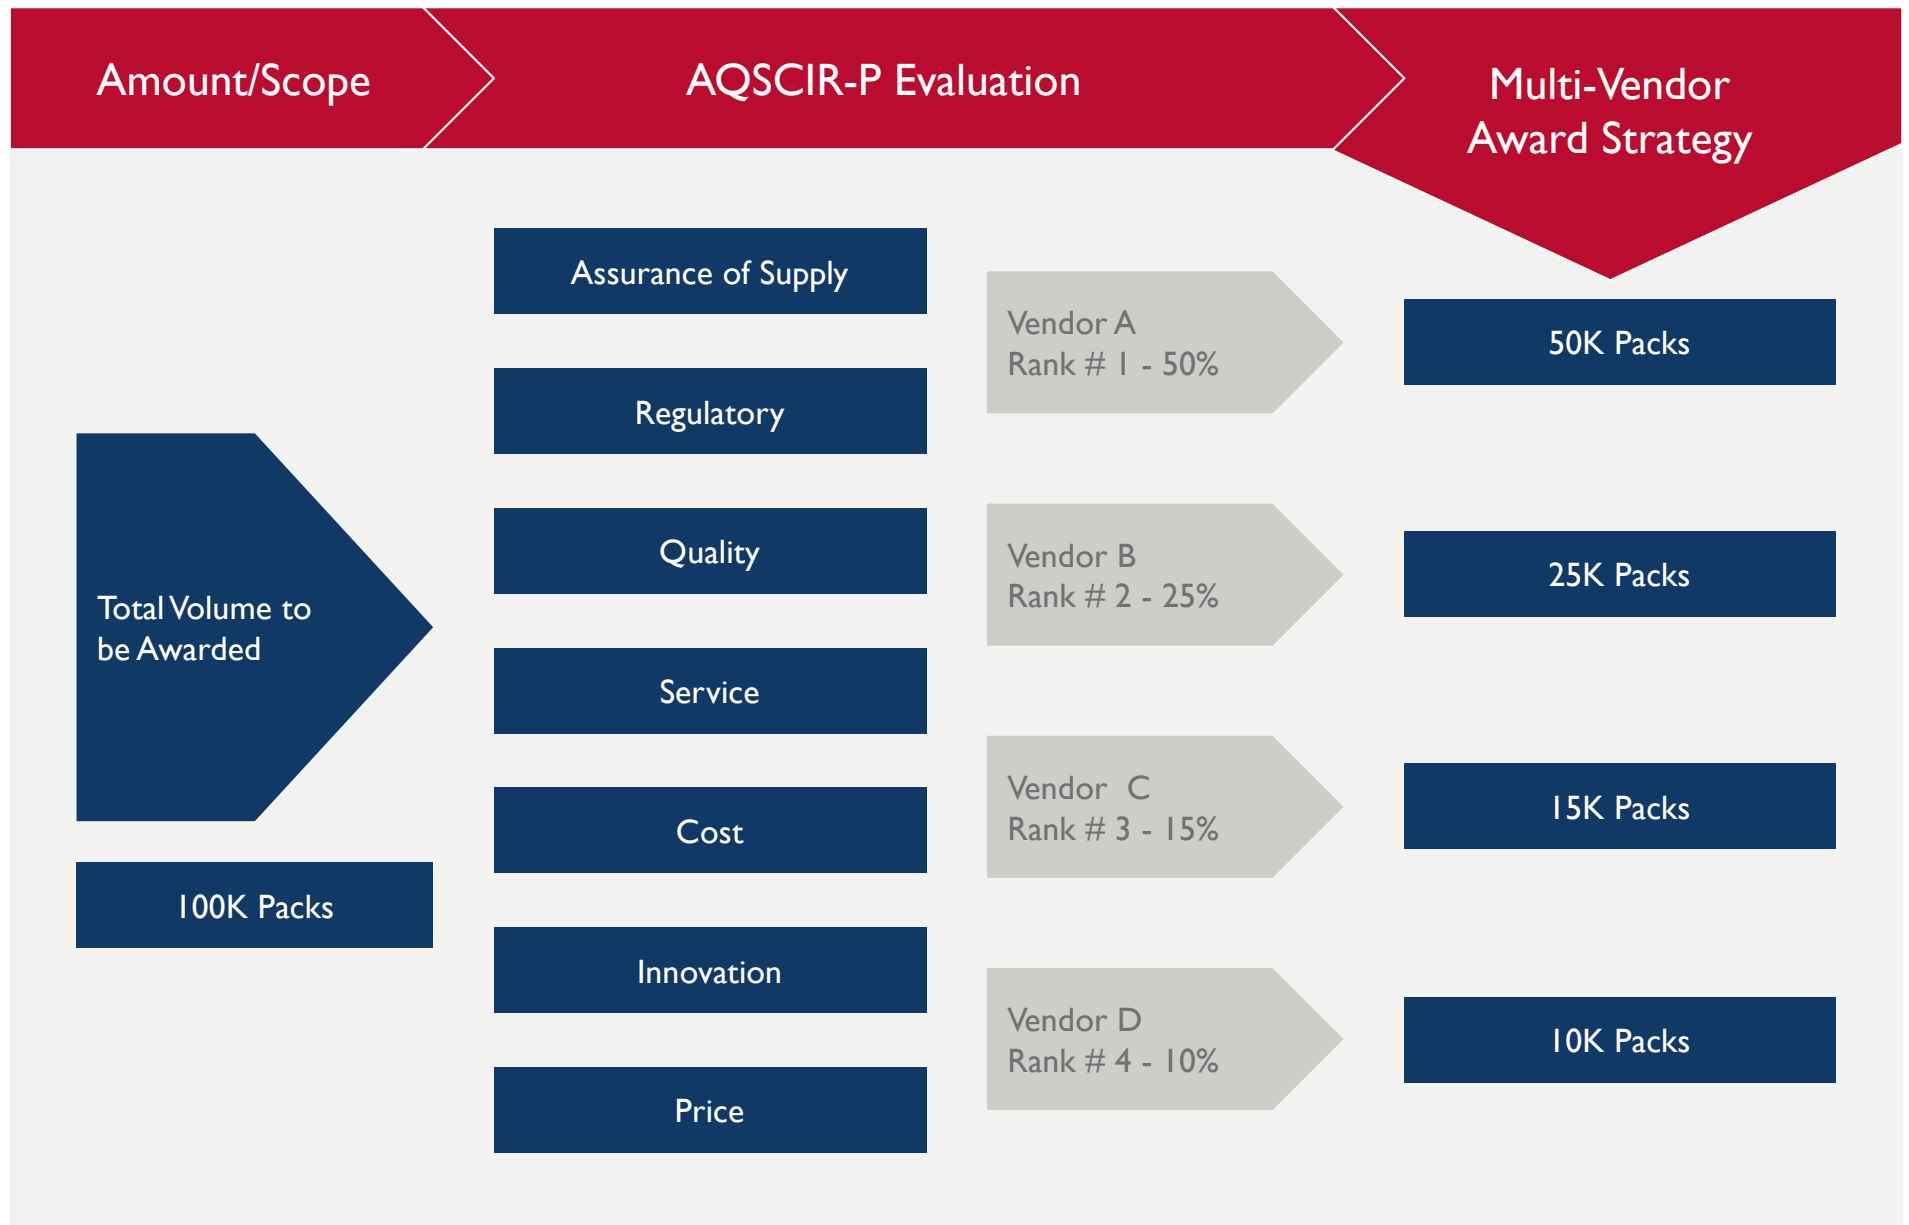 Amount/Scope
AQSCIR-P Evaluation
Multi-Vendor
Award Strategy
Total Volume to
be Awarded
100K Packs
Assurance of Supply
Regulatory
Quality
Service
Cost
Innovation
Price
Vendor A
Rank # 1 - 50%
Vendor B
Rank # 2 - 25%
Vendor C
Rank # 3 - 15%
Vendor D
Rank # 4 - 10%
50K Packs
25K Packs
15K Packs
10K Packs